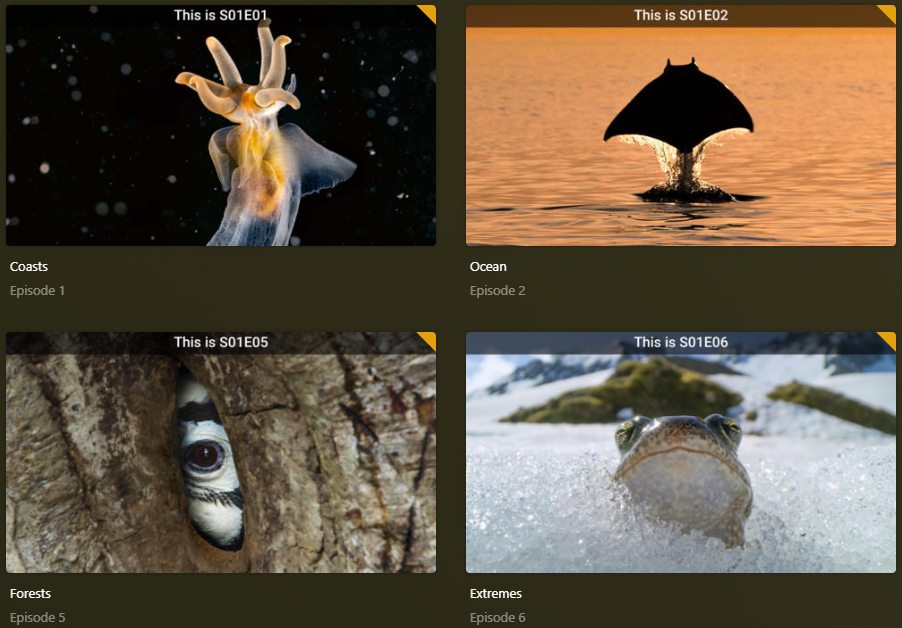 This is S01E01
This is S01E02
Coasts
Episode 1
Ocean
Episode 2
This is S01E05
This is S01E06
Forests
Episode 5
Extremes
Episode 6